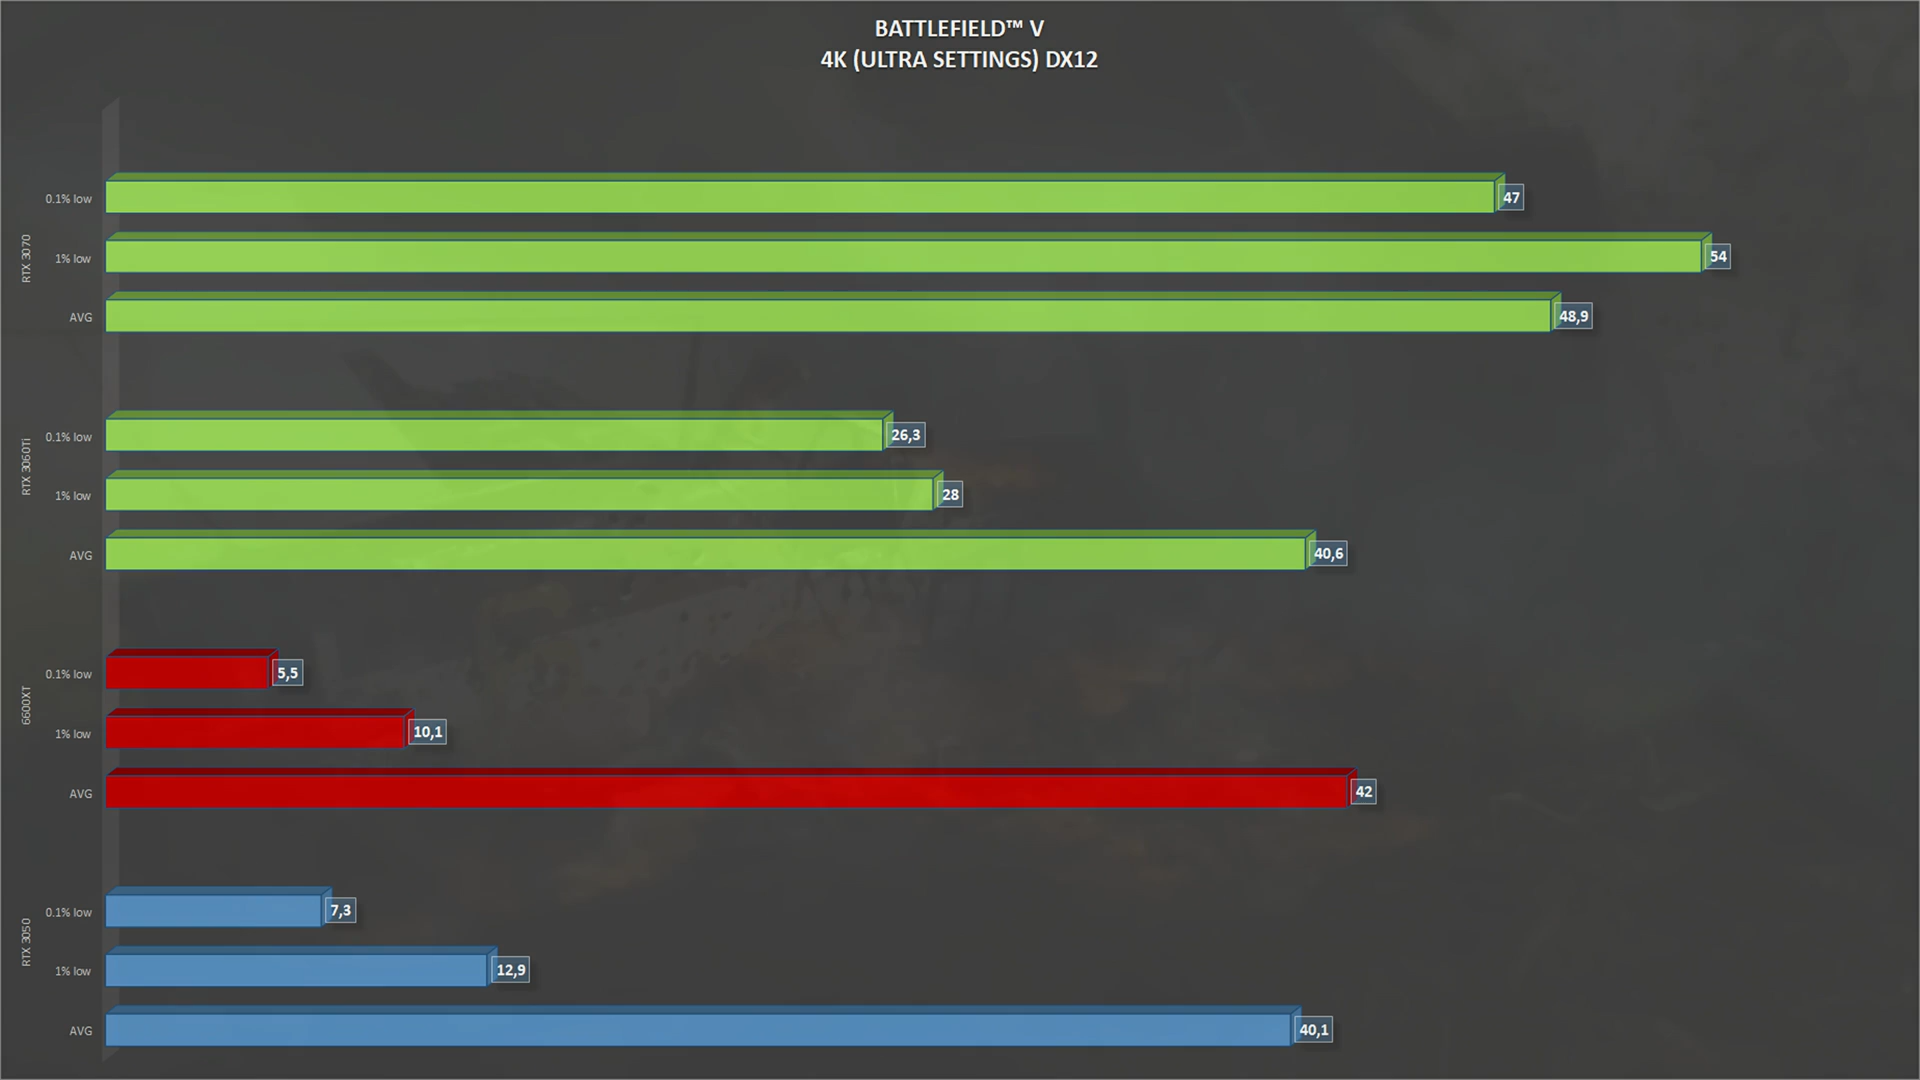 BATTLEFIELD™ V
4K (ULTRA SETTINGS) DX12
RTX 3070
0.1% low
47
1% low
54
AVG
48,9
RTX 3060Ti
0.1% low
26,3
1% low
28
AVG
40,6
6600XT
0.1% low
5,5
1% low
10,1
AVG
42
RTX 3050
0.1% low
7,3
1% low
12,9
AVG
40,1